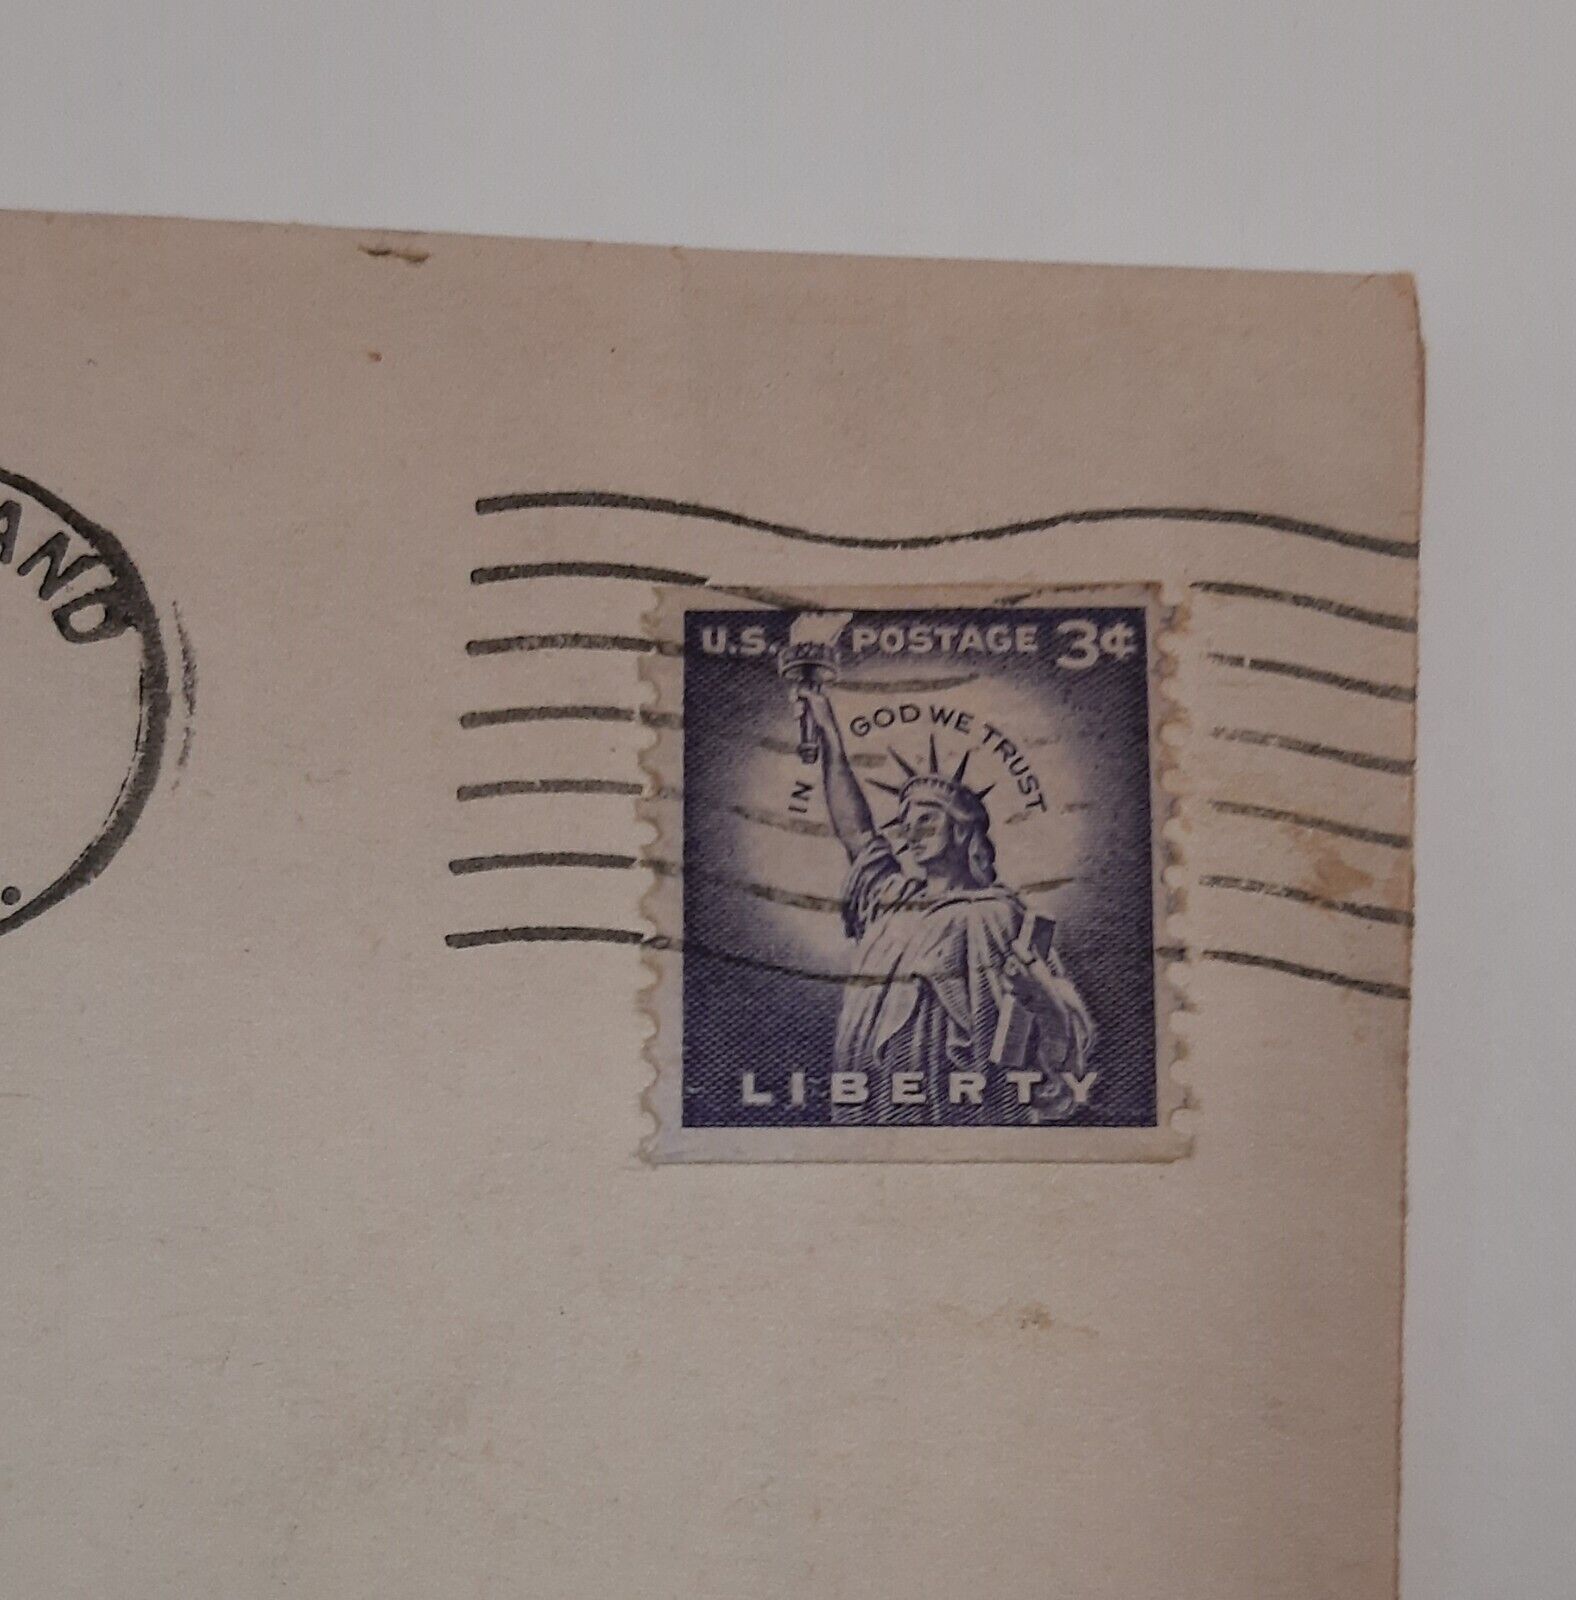 AND
U.S. POSTAGE 3¢
IN GOD WE TRUST
LIBERTY